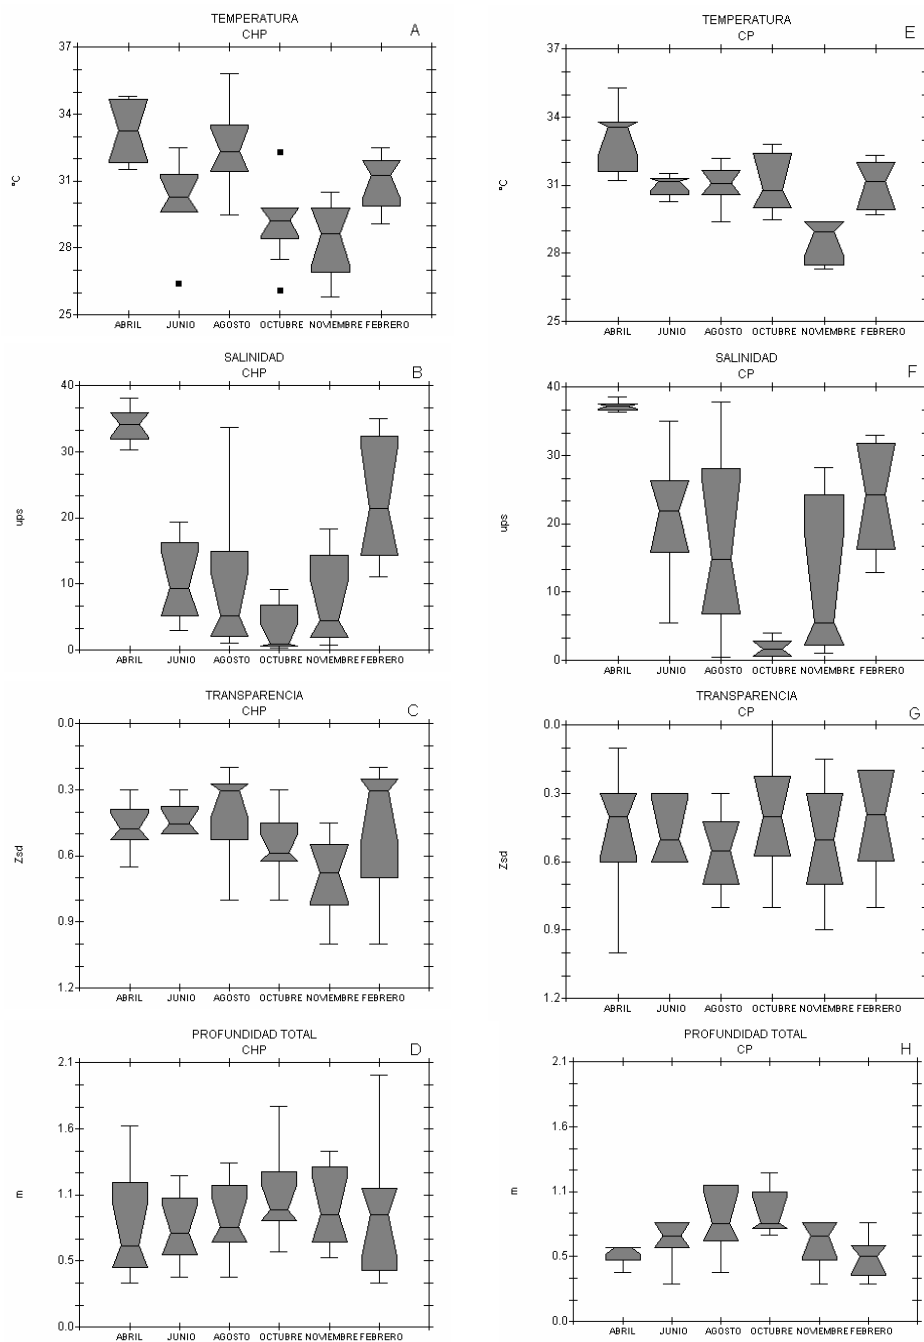 TEMPERATURA
CHP
A
37
34
31
28
25
°C
ABRIL JUNIO AGOSTO OCTUBRE NOVIEMBRE FEBRERO
TEMPERATURA
CP
E
37
34
31
28
25
°C
ABRIL JUNIO AGOSTO OCTUBRE NOVIEMBRE FEBRERO
SALINIDAD
CHP
B
40
30
20
10
0
ups
ABRIL JUNIO AGOSTO OCTUBRE NOVIEMBRE FEBRERO
SALINIDAD
CP
F
40
30
20
10
0
ups
ABRIL JUNIO AGOSTO OCTUBRE NOVIEMBRE FEBRERO
TRANSPARENCIA
CHP
C
0.0
0.3
0.6
0.9
1.2
Zsd
ABRIL JUNIO AGOSTO OCTUBRE NOVIEMBRE FEBRERO
TRANSPARENCIA
CP
G
0.0
0.3
0.6
0.9
1.2
Zsd
ABRIL JUNIO AGOSTO OCTUBRE NOVIEMBRE FEBRERO
PROFUNDIDAD TOTAL
CHP
D
2.1
1.6
1.1
0.5
0.0
m
ABRIL JUNIO AGOSTO OCTUBRE NOVIEMBRE FEBRERO
PROFUNDIDAD TOTAL
CP
H
2.1
1.6
1.1
0.5
0.0
m
ABRIL JUNIO AGOSTO OCTUBRE NOVIEMBRE FEBRERO